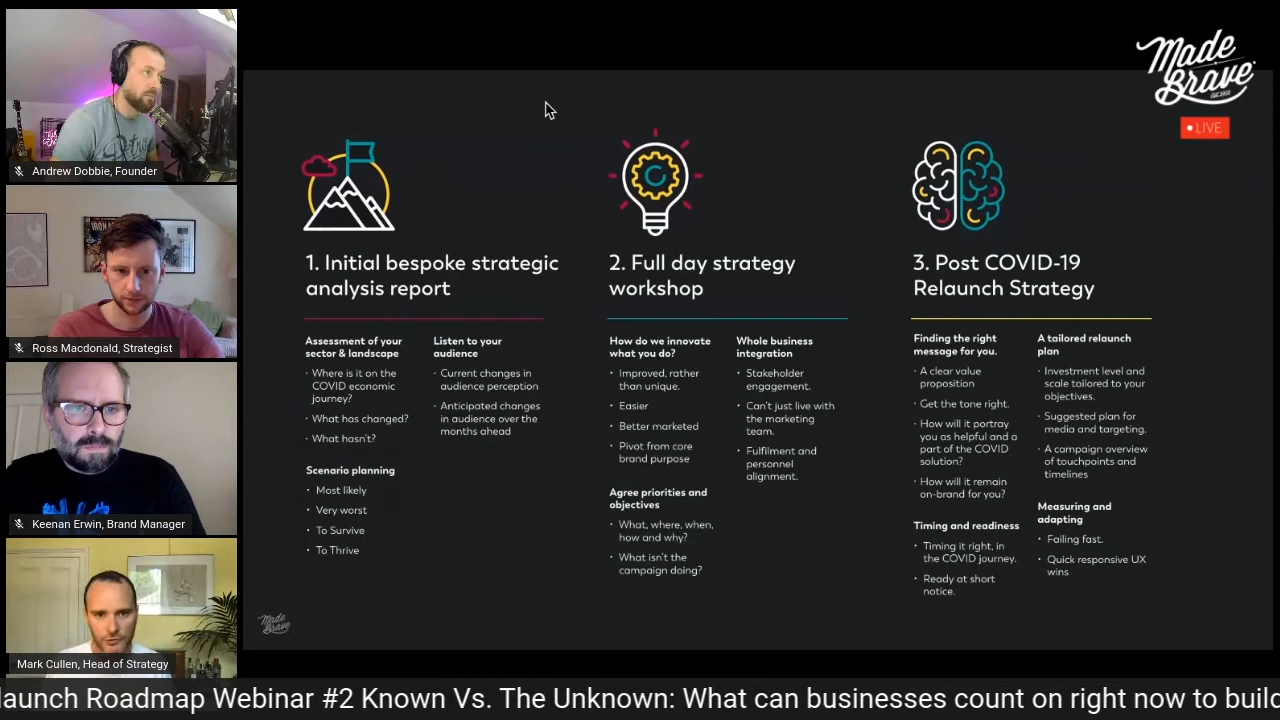 Andrew Dobbie, Founder
Ross Macdonald, Strategist
Keenan Erwin, Brand Manager
Mark Cullen, Head of Strategy
Made
Brave
LIVE
1. Initial bespoke strategic
analysis report
Assessment of your
sector & landscape
· Where is it on the
COVID economic
journey?
· What has changed?
· What hasn't?
Scenario planning
· Most likely
· Very worst
· To Survive
· To Thrive
Listen to your
audience
· Current changes in
audience perception
· Anticipated changes
in audience over the
months ahead
2. Full day strategy
workshop
How do we innovate
what you do?
· Improved, rather
than unique.
· Easier
· Better marketed
· Pivot from core
brand purpose
Agree priorities and
objectives
· What, where, when,
how and why?
· What isn't the
campaign doing?
Whole business
integration
· Stakeholder
engagement.
· Can't just live with
the marketing
team.
· Fulfilment and
personnel
alignment.
3. Post COVID-19
Relaunch Strategy
Finding the right
message for you.
· A clear value
proposition
· Get the tone right.
· How will it portray
you as helpful and a
part of the COVID
solution?
· How will it remain
on-brand for you?
Timing and readiness
· Timing it right, in
the COVID journey.
· Ready at short
notice.
A tailored relaunch
plan
· Investment level and
scale tailored to your
objectives.
· Suggested plan for
media and targeting.
· A campaign overview
of touchpoints and
timelines
Measuring and
adapting
· Failing fast.
· Quick responsive UX
wins
Made
Brave
launch Roadmap Webinar #2 Known Vs. The Unknown: What can businesses count on right now to build